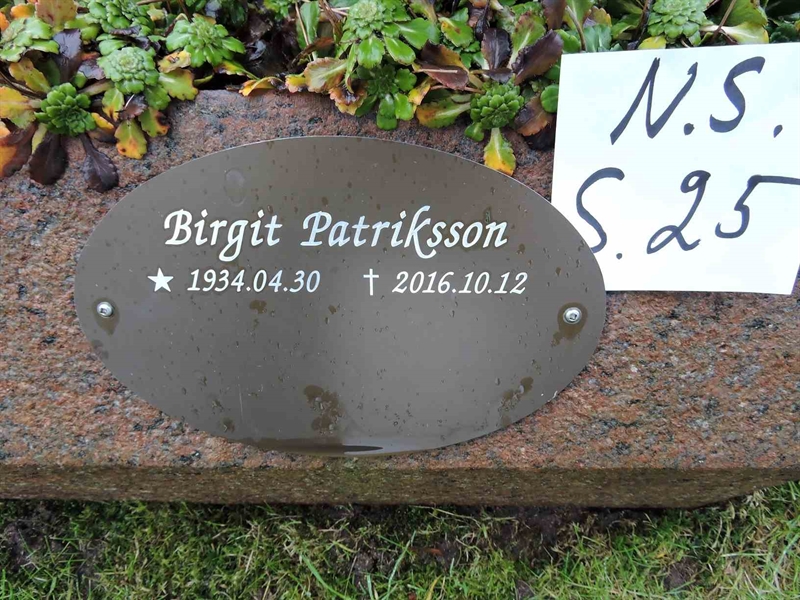 Birgit Patriksson
★ 1934.04.30 † 2016.10.12
N.S.
S. 25